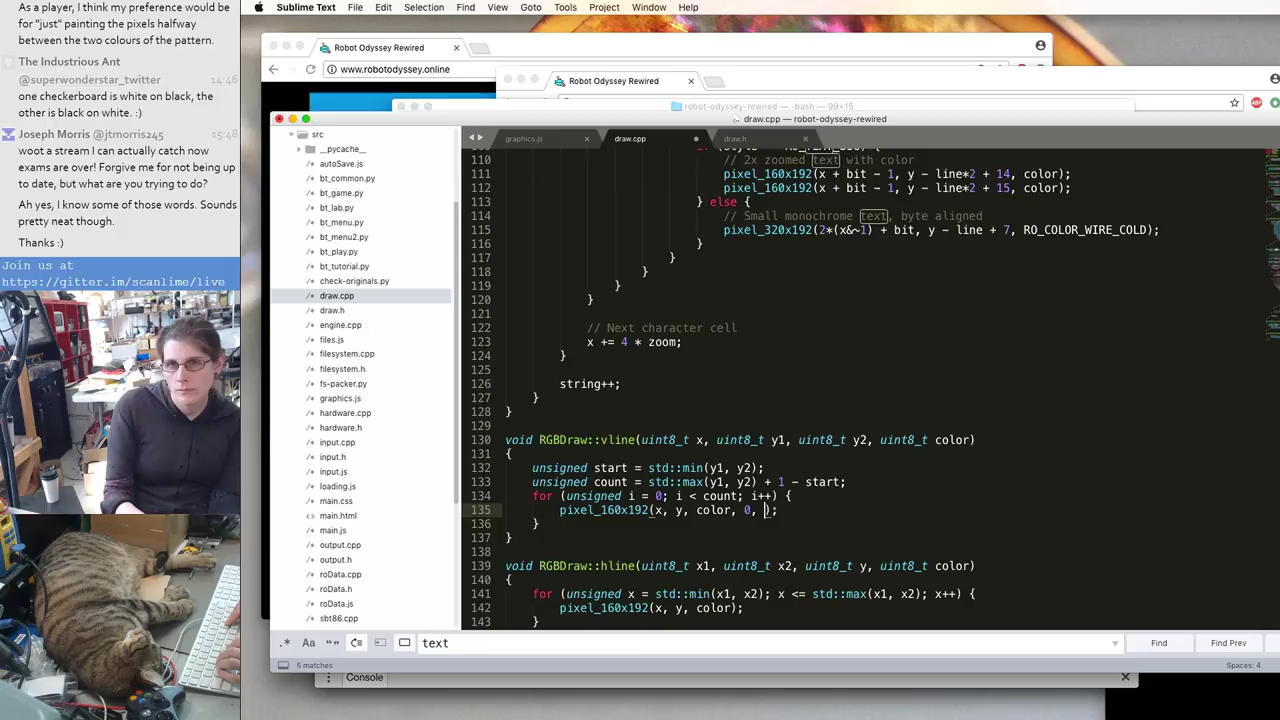 Sublime Text File Edit Selection Find View Goto Tools Project Window Help
As a player, I think my preference would be
for "just" painting the pixels halfway
between the two colours of the pattern.
The Industrious Ant
@superwonderstar_twitter 14:46
one checkerboard is white on black, the
other is black on white. :)
Joseph Morris @jtmorris245 15:48
woot a stream I can actually catch now
exams are over! Forgive me for not being up
to date, but what are you trying to do?
Ah yes, I know some of those words. Sounds
pretty neat though.
Thanks :)
Join us at
https://gitter.im/scanlime/live
Robot Odyssey Rewired
www.robotodyssey.online
Robot Odyssey Rewired
robot-odyssey-rewired — -bash — 99×15
draw.cpp — robot-odyssey-rewired
graphics.js draw.cpp draw.h
src
__pycache__
autoSave.js
bt_common.py
bt_game.py
bt_lab.py
bt_menu.py
bt_menu2.py
bt_play.py
bt_tutorial.py
check-originals.py
draw.cpp
draw.h
engine.cpp
files.js
filesystem.cpp
filesystem.h
fs-packer.py
graphics.js
hardware.cpp
hardware.h
input.cpp
input.h
input.js
loading.js
main.css
main.html
main.js
output.cpp
output.h
roData.cpp
roData.h
roData.js
sbt86.cpp
110 // 2x zoomed text with color
111 pixel_160x192(x + bit - 1, y - line*2 + 14, color);
112 pixel_160x192(x + bit - 1, y - line*2 + 15, color);
113 } else {
114 // Small monochrome text, byte aligned
115 pixel_320x192(2*(x&~1) + bit, y - line + 7, RO_COLOR_WIRE_COLD);
116 }
117 }
118 }
119 }
120 }
121
122 // Next character cell
123 x += 4 * zoom;
124 }
125
126 string++;
127 }
128 }
129
130 void RGBDraw::vline(uint8_t x, uint8_t y1, uint8_t y2, uint8_t color)
131 {
132 unsigned start = std::min(y1, y2);
133 unsigned count = std::max(y1, y2) + 1 - start;
134 for (unsigned i = 0; i < count; i++) {
135 pixel_160x192(x, y, color, 0, );
136 }
137 }
138
139 void RGBDraw::hline(uint8_t x1, uint8_t x2, uint8_t y, uint8_t color)
140 {
141 for (unsigned x = std::min(x1, x2); x <= std::max(x1, x2); x++) {
142 pixel_160x192(x, y, color);
143 }
text
Find Find Prev
5 matches
Spaces: 4
Console